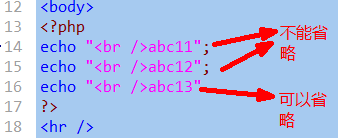 12 <body>
13 <?php
14 echo "<br />abc11";
15 echo "<br />abc12";
16 echo "<br />abc13"
17 ?>
18 <hr />
不能省
略
可以省
略